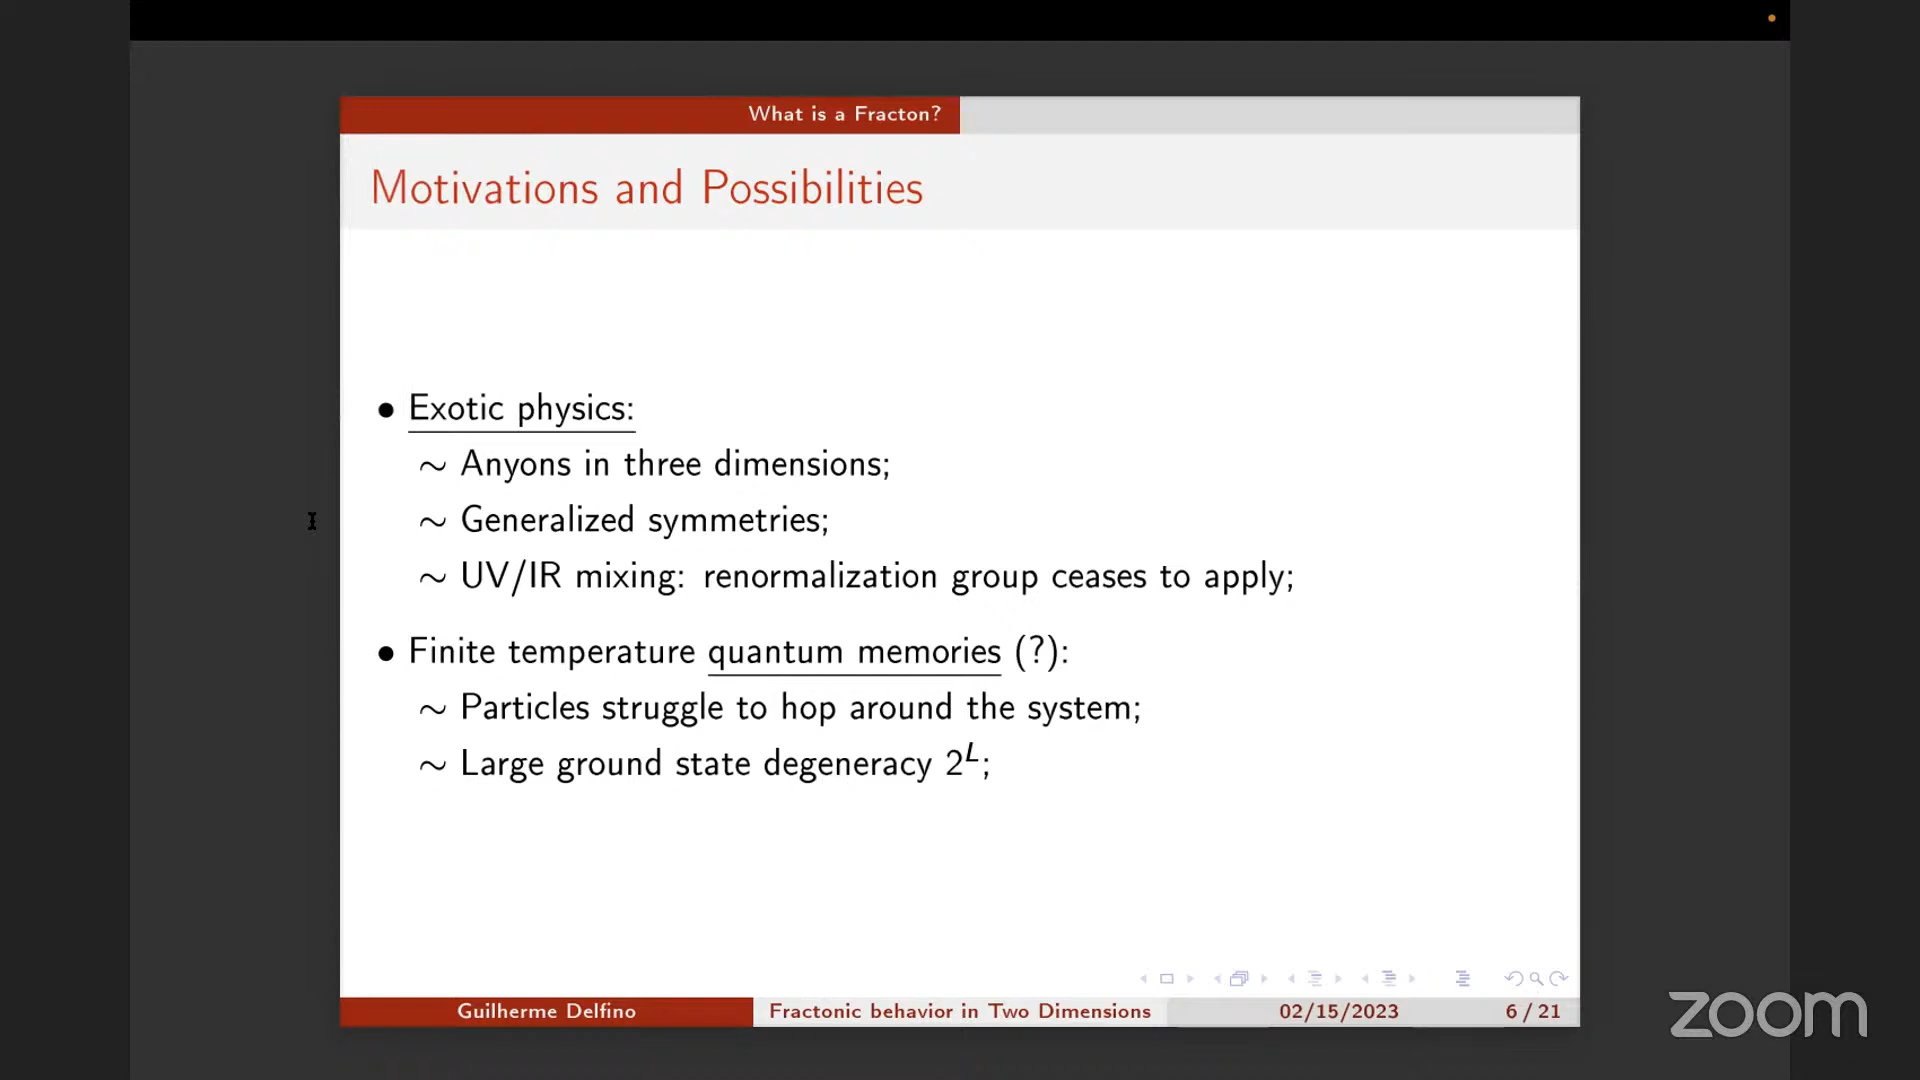 What is a Fracton?
Motivations and Possibilities
• Exotic physics:
∼ Anyons in three dimensions;
∼ Generalized symmetries;
∼ UV/IR mixing: renormalization group ceases to apply;
• Finite temperature quantum memories (?):
∼ Particles struggle to hop around the system;
∼ Large ground state degeneracy 2^L;
Guilherme Delfino Fractonic behavior in Two Dimensions 02/15/2023 6 / 21
zoom